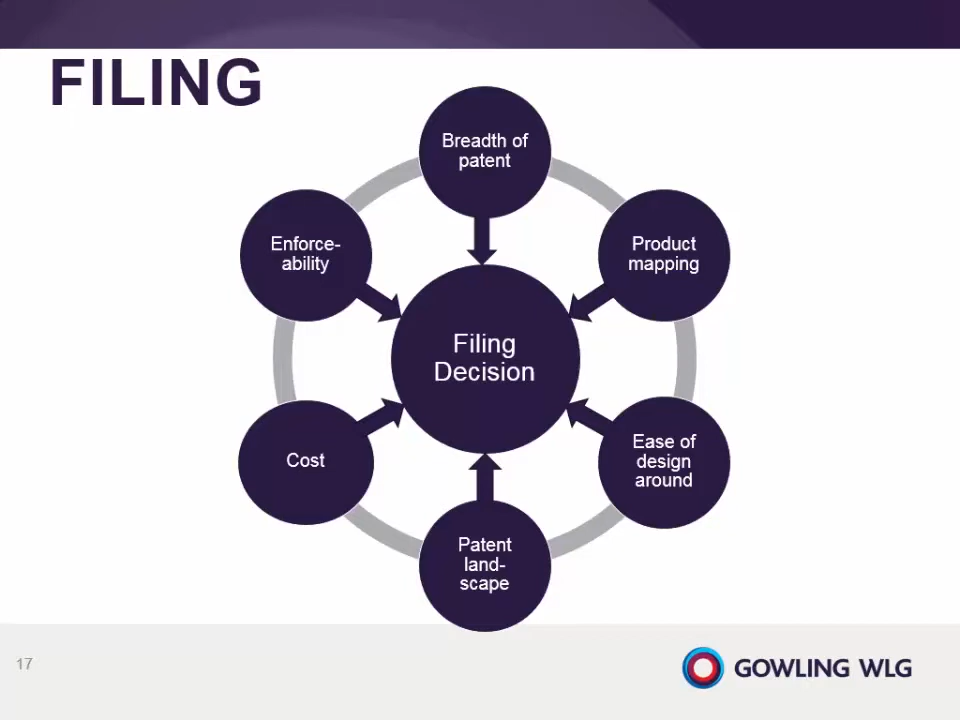 FILING
Breadth of
patent
Product
mapping
Ease of
design
around
Patent
land-
scape
Cost
Enforce-
ability
Filing
Decision
17
GOWLING WLG